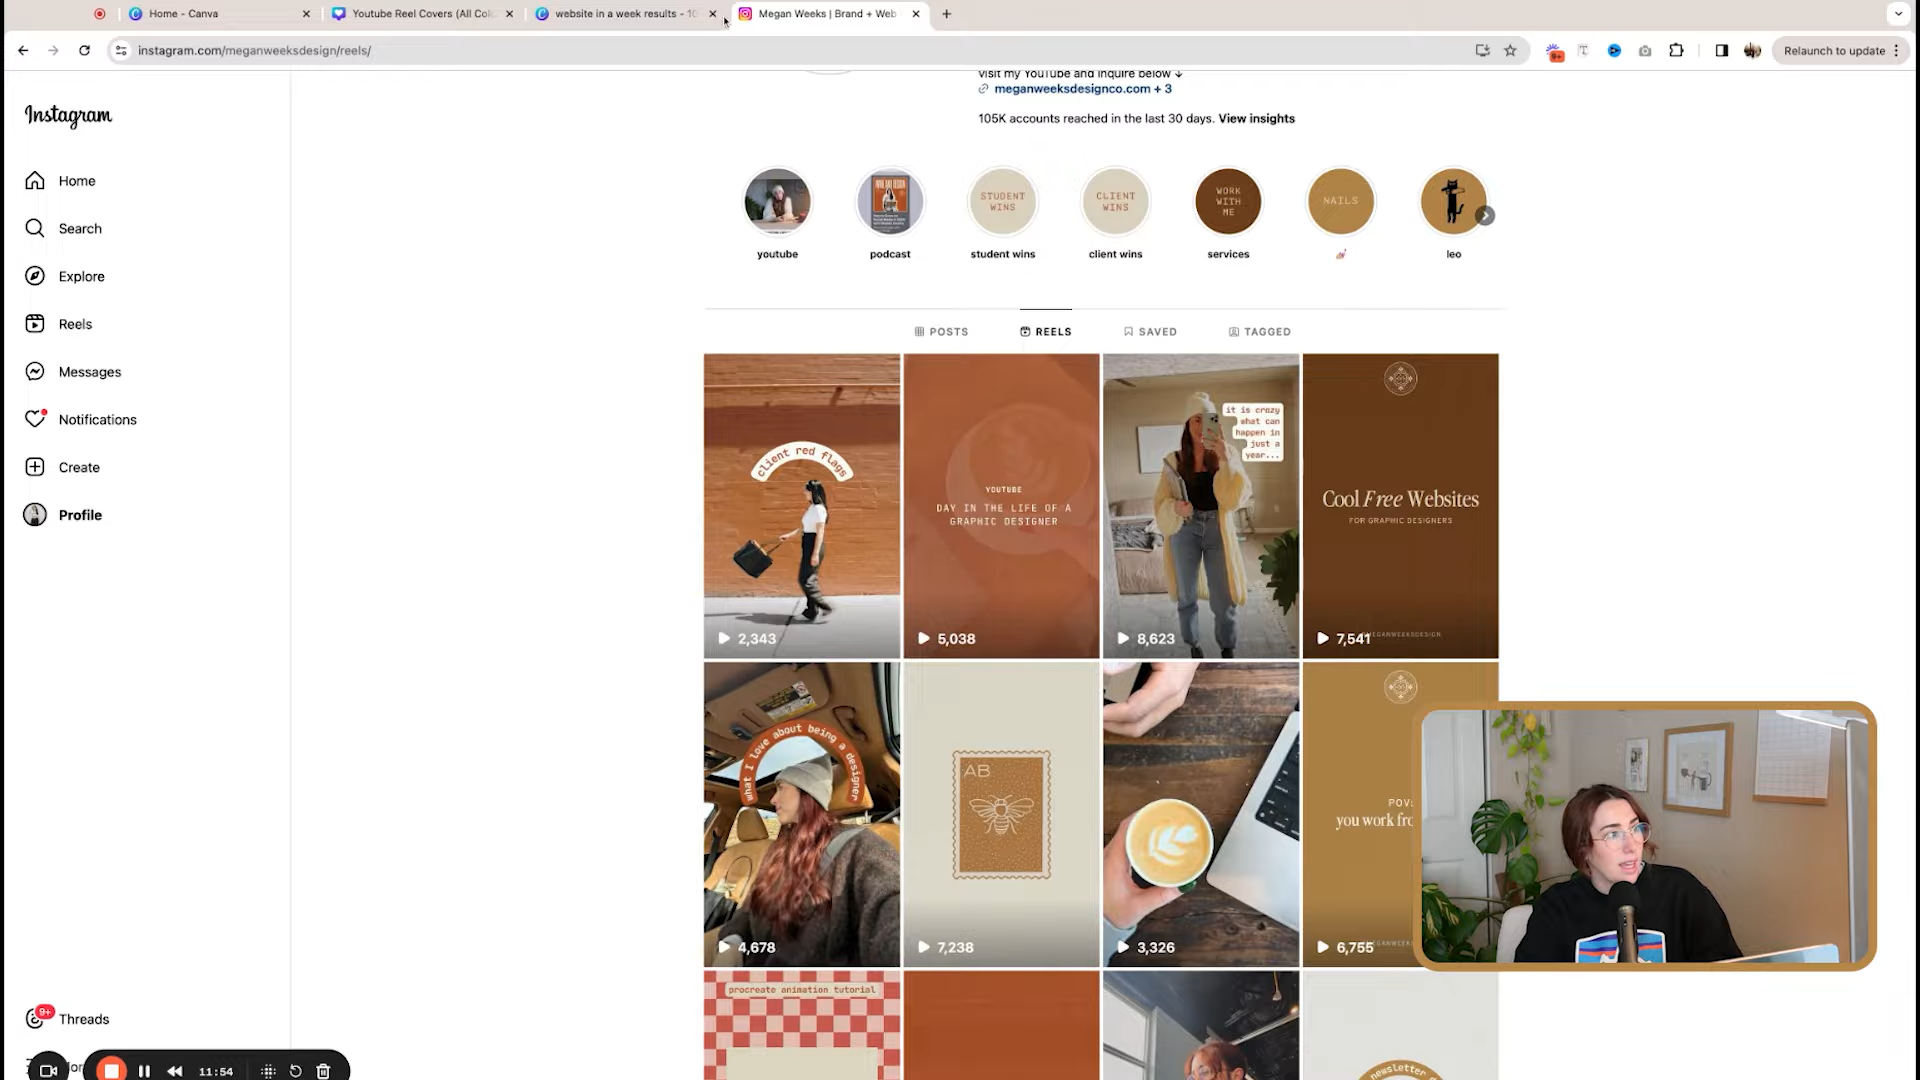 Home - Canva
Youtube Reel Covers (All Col
website in a week results - 10
Megan Weeks | Brand + Web
instagram.com/meganweeksdesign/reels/
9+
Relaunch to update
Instagram
Home
Search
Explore
Reels
Messages
Notifications
Create
Profile
9+
Threads
11:54
visit my YouTube and inquire below ↓
meganweeksdesignco.com + 3
105K accounts reached in the last 30 days. View insights
STUDENT
WINS
CLIENT
WINS
WORK
WITH
ME
NAILS
youtube
podcast
student wins
client wins
services
💅
leo
POSTS
REELS
SAVED
TAGGED
client red flags
2,343
YOUTUBE
DAY IN THE LIFE OF A
GRAPHIC DESIGNER
5,038
it is crazy
what can
happen in
just a
year...
8,623
Cool Free Websites
FOR GRAPHIC DESIGNERS
7,541
MEGANWEEKSDESIGN
what I love about being a designer
4,678
AB
7,238
3,326
POV:
you work fro
6,755
procreate animation tutorial
newsletter